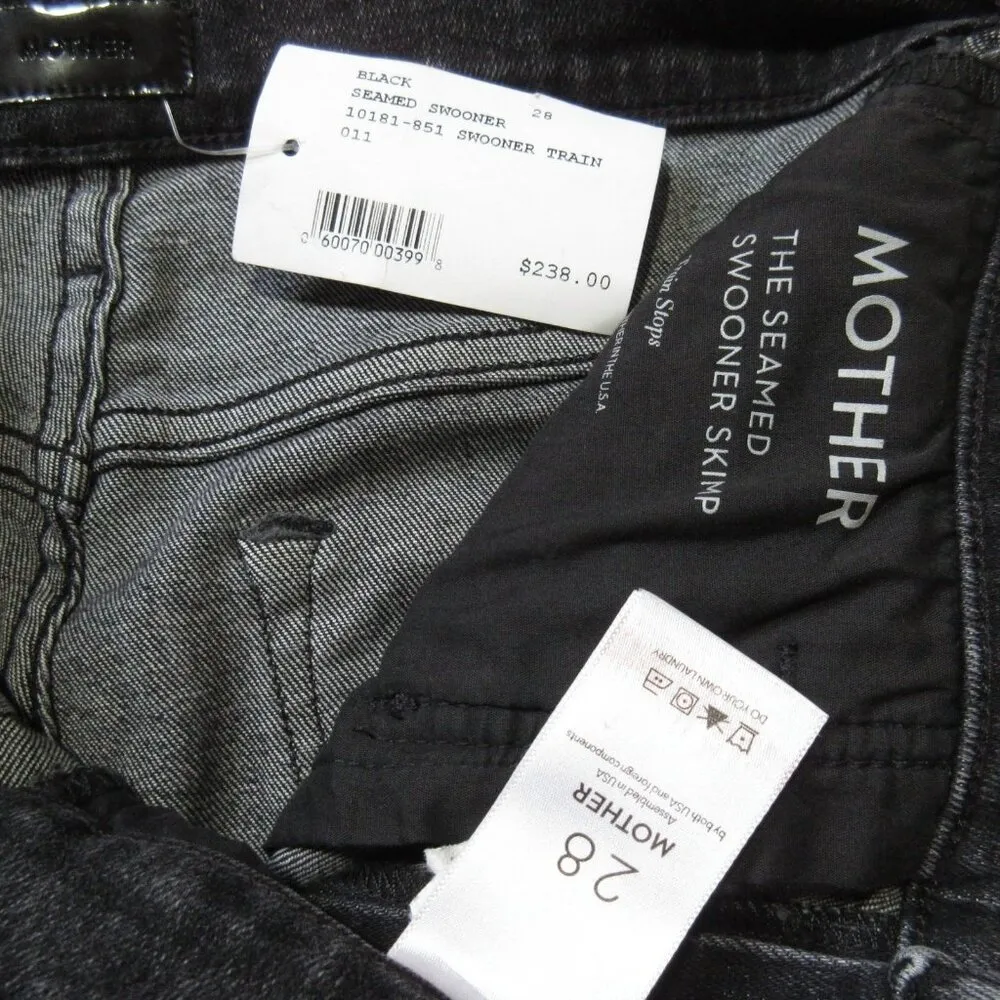 MOTHER
BLACK
SEAMED SWOONER 28
10181-851 SWOONER TRAIN
011
0 60070 00399 8
$238.00
MOTHER
THE SEAMED
SWOONER SKIMP
Stops
IN THE U.S.A
DO YOUR OWN LAUNDRY
28
MOTHER
Assembled in USA
by both USA and foreign components